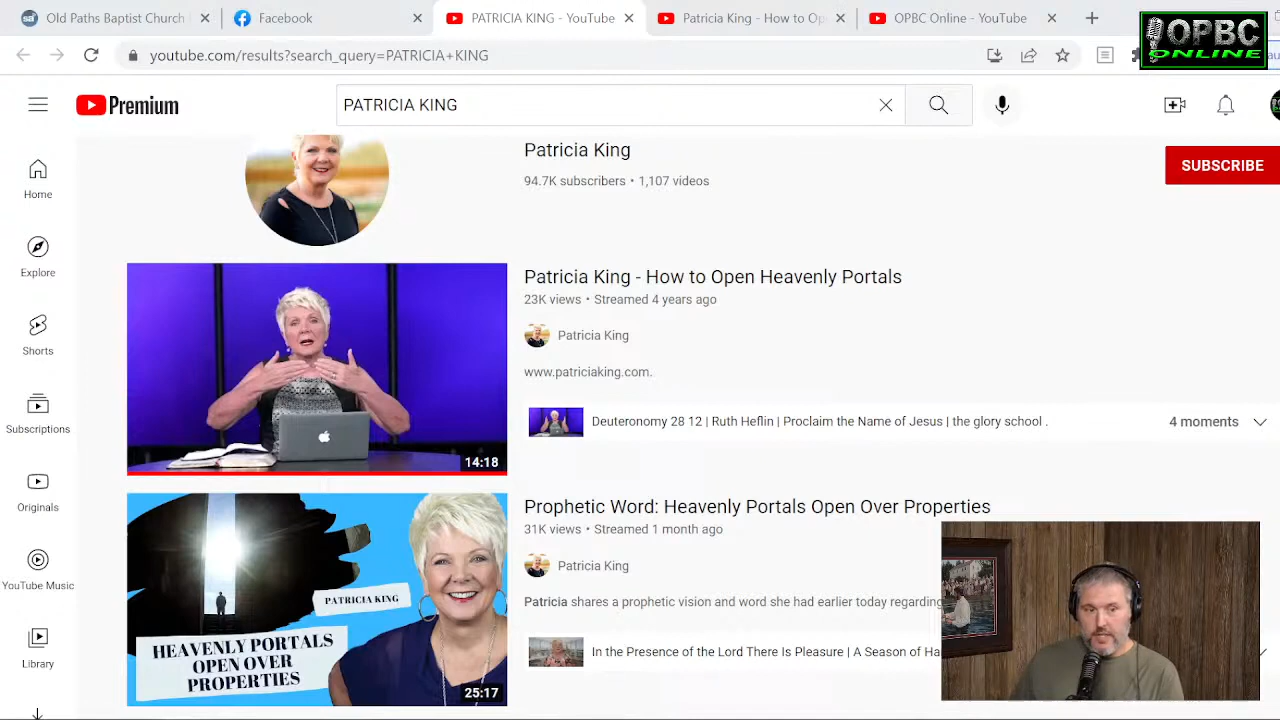 Old Paths Baptist Church
Facebook
PATRICIA KING - YouTube
Patricia King - How to Op
OPBC Online - YouTube
OPBC
ONLINE
youtube.com/results?search_query=PATRICIA+KING
Premium
PATRICIA KING
Home
Explore
Shorts
Subscriptions
Originals
YouTube Music
Library
Patricia King
94.7K subscribers • 1,107 videos
SUBSCRIBE
Patricia King - How to Open Heavenly Portals
23K views • Streamed 4 years ago
Patricia King
www.patriciaking.com.
Deuteronomy 28 12 | Ruth Heflin | Proclaim the Name of Jesus | the glory school .
4 moments
14:18
Prophetic Word: Heavenly Portals Open Over Properties
31K views • Streamed 1 month ago
Patricia King
Patricia shares a prophetic vision and word she had earlier today regarding
In the Presence of the Lord There Is Pleasure | A Season of Ha
PATRICIA KING
HEAVENLY PORTALS
OPEN OVER
PROPERTIES
25:17